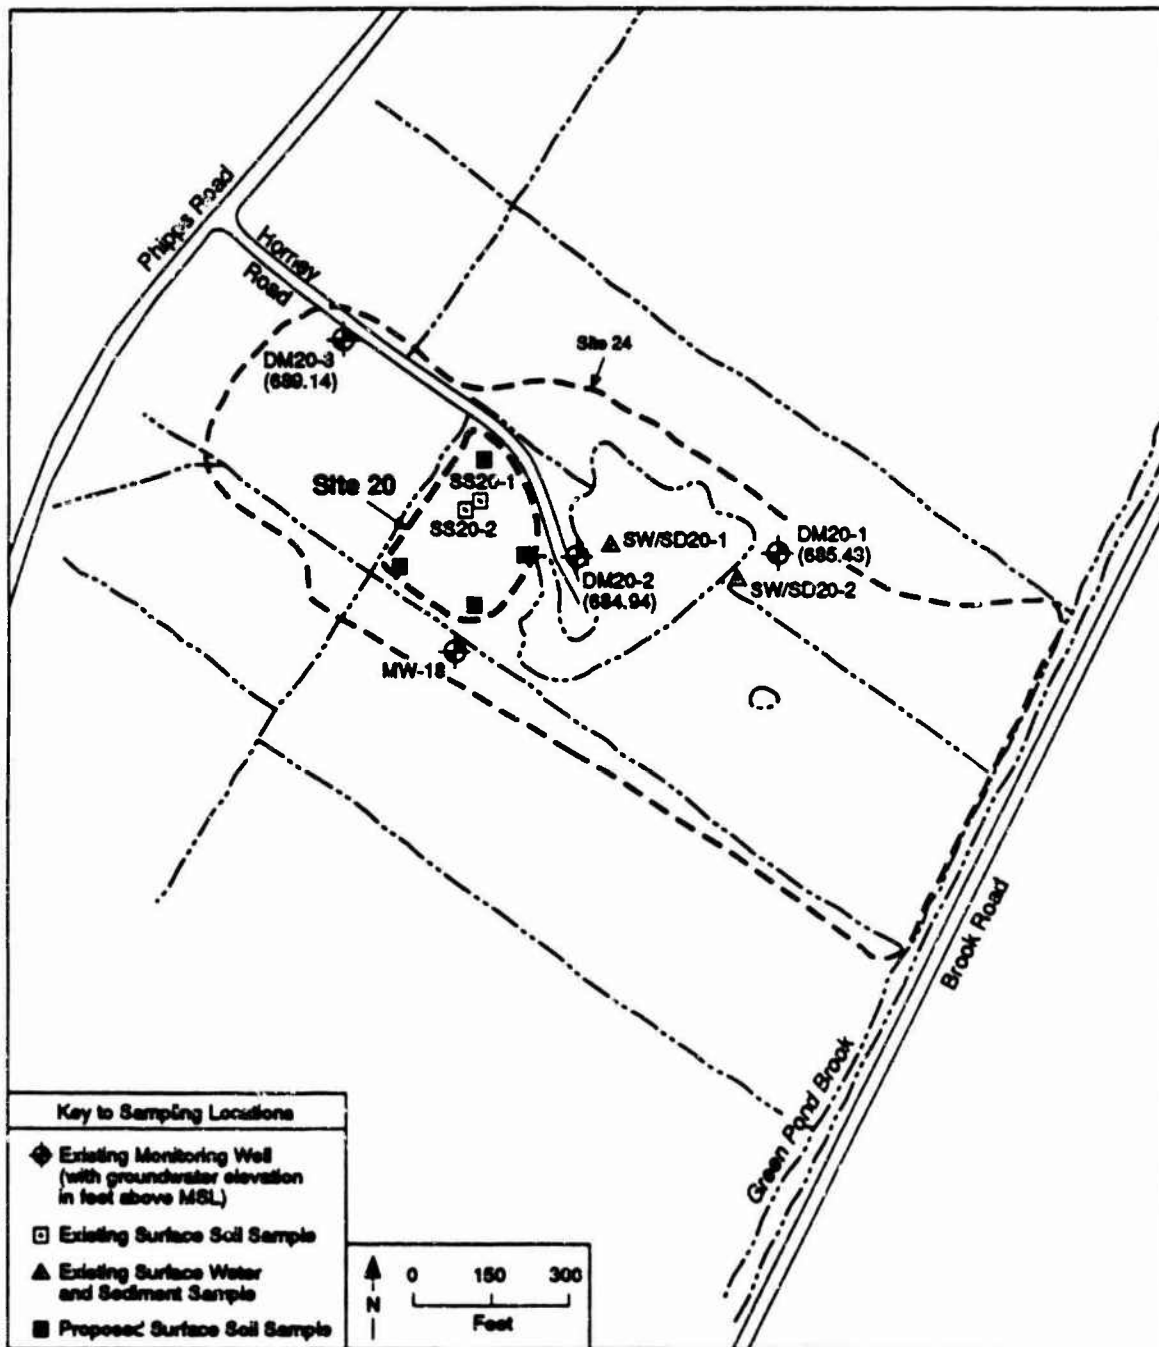 Phipps Road
Horney
Road
Site 24
DM20-3
(689.14)
Site 20
SS20-1
SS20-2
SW/SD20-1
DM20-1
(685.43)
DM20-2
(684.94)
SW/SD20-2
MW-18
Brook Road
Green Pond Brook
Key to Sampling Locations
Existing Monitoring Well
(with groundwater elevation
in feet above MSL)
Existing Surface Soil Sample
Existing Surface Water
and Sediment Sample
Proposed Surface Soil Sample
N
0 150 300
Feet